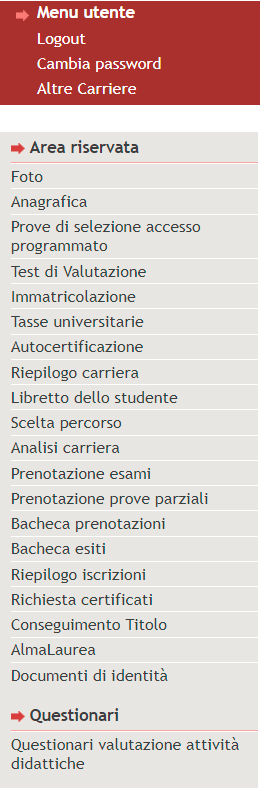 Menu utente
Logout
Cambia password
Altre Carriere
Area riservata
Foto
Anagrafica
Prove di selezione accesso
programmato
Test di Valutazione
Immatricolazione
Tasse universitarie
Autocertificazione
Riepilogo carriera
Libretto dello studente
Scelta percorso
Analisi carriera
Prenotazione esami
Prenotazione prove parziali
Bacheca prenotazioni
Bacheca esiti
Riepilogo iscrizioni
Richiesta certificati
Conseguimento Titolo
AlmaLaurea
Documenti di identità
Questionari
Questionari valutazione attività
didattiche